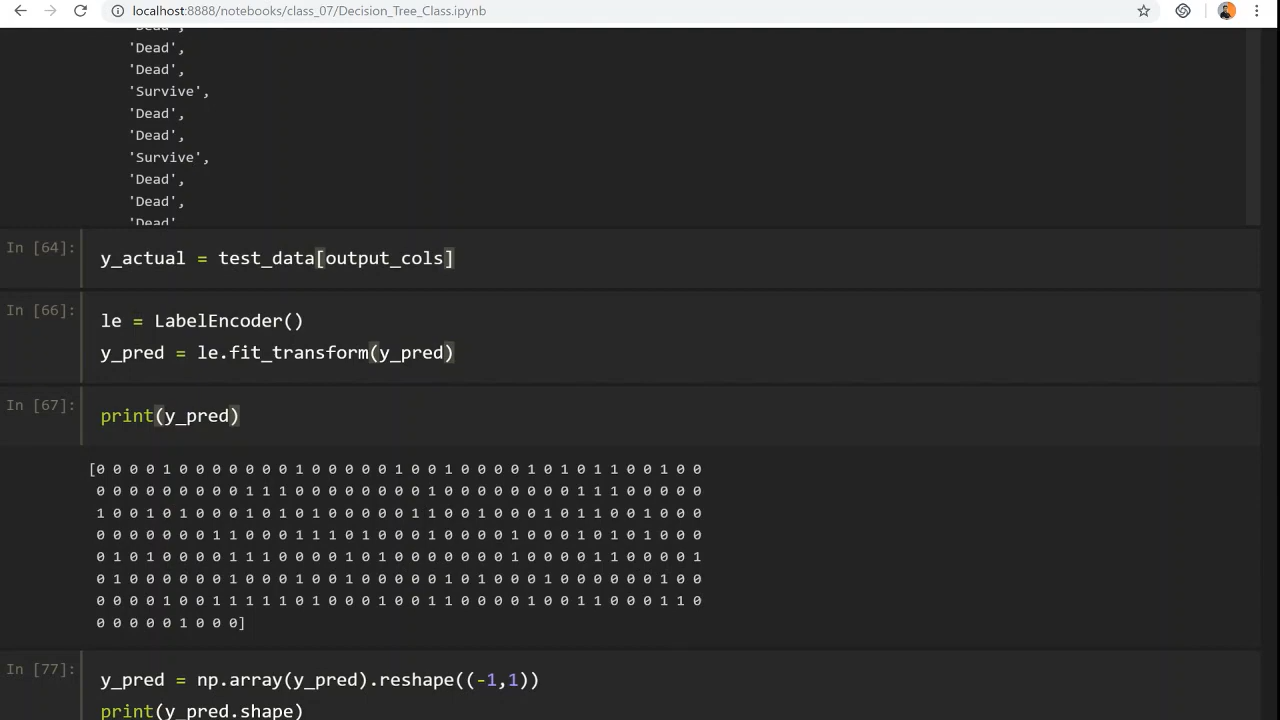 localhost:8888/notebooks/class_07/Decision_Tree_Class.ipynb
'Dead',
'Dead',
'Dead',
'Survive',
'Dead',
'Dead',
'Survive',
'Dead',
'Dead',
'Dead'
In [64]:
y_actual = test_data[output_cols]
In [66]:
le = LabelEncoder()
y_pred = le.fit_transform(y_pred)
In [67]:
print(y_pred)
[0 0 0 0 1 0 0 0 0 0 0 0 1 0 0 0 0 0 1 0 0 1 0 0 0 0 1 0 1 0 1 1 0 0 1 0 0
0 0 0 0 0 0 0 0 0 1 1 1 0 0 0 0 0 0 0 0 1 0 0 0 0 0 0 0 0 1 1 1 0 0 0 0 0
1 0 0 1 0 1 0 0 0 1 0 1 0 1 0 0 0 0 0 1 1 0 0 1 0 0 0 1 0 1 1 0 0 1 0 0 0
0 0 0 0 0 0 0 1 1 0 0 0 1 1 1 0 1 0 0 0 1 0 0 0 0 1 0 0 0 1 0 1 0 1 0 0 0
0 1 0 1 0 0 0 0 1 1 1 0 0 0 0 1 0 1 0 0 0 0 0 0 0 1 0 0 0 0 1 1 0 0 0 0 1
0 1 0 0 0 0 0 0 1 0 0 0 1 0 0 1 0 0 0 0 0 1 0 1 0 0 0 1 0 0 0 0 0 0 1 0 0
0 0 0 0 1 0 0 1 1 1 1 1 0 1 0 0 0 1 0 0 1 1 0 0 0 0 1 0 0 1 1 0 0 0 1 1 0
0 0 0 0 0 1 0 0 0]
In [77]:
y_pred = np.array(y_pred).reshape((-1,1))
print(y_pred.shape)